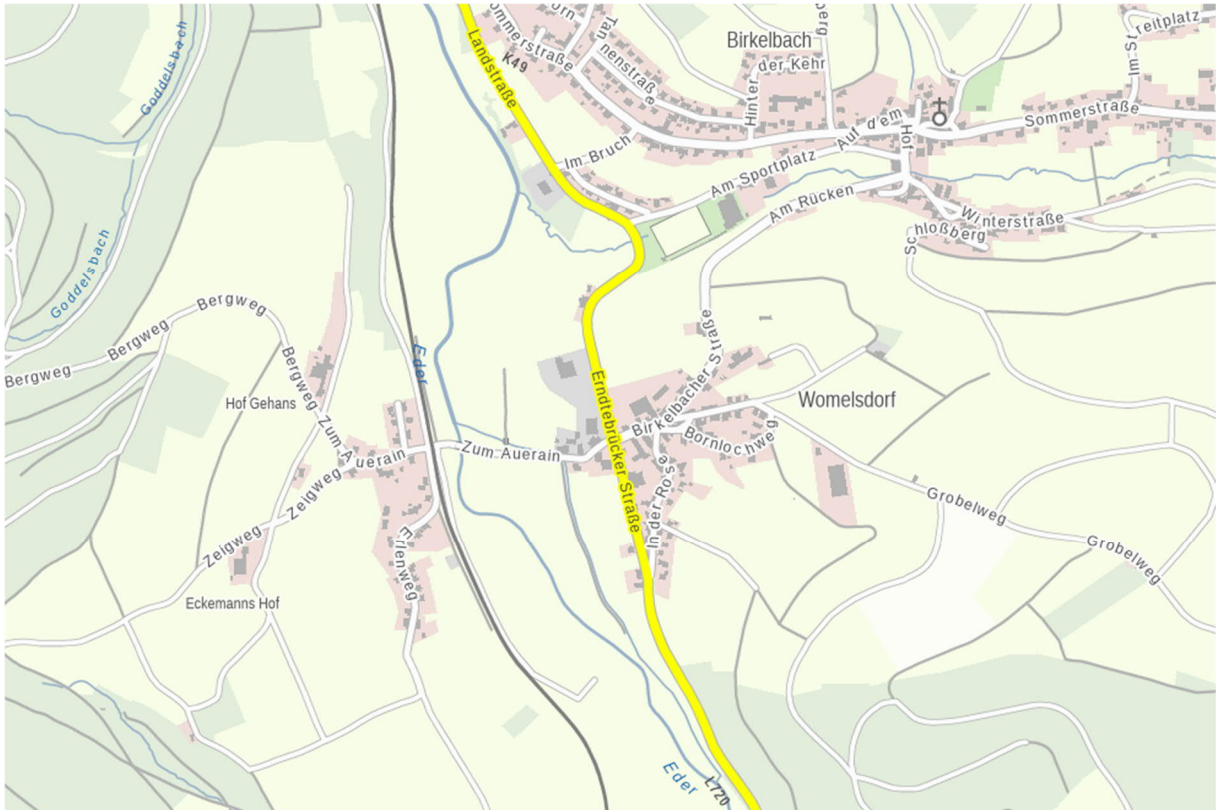 Sommerstraße
Tannenstraße
Birkelbach
Hinter
der Kehr
Im Streitplatz
Goddelsbach
Landstraße
K49
Sommerstraße
Auf dem
Hof
Im Bruch
Am Sportplatz
Am Rücken
Winterstraße
Schloßberg
Goddelsbach
Bergweg
Bergweg
Bergweg
Bergweg
Eder
Birkelbacher Straße
Erndtebrücker Straße
Hof Gehans
Womelsdorf
Zum Auerain
Zum Auerain
Bornlochweg
Zeigweg
In der Rose
Grobelweg
Zeigweg
Erlenweg
Grobelweg
Eckemanns Hof
Eder
L720